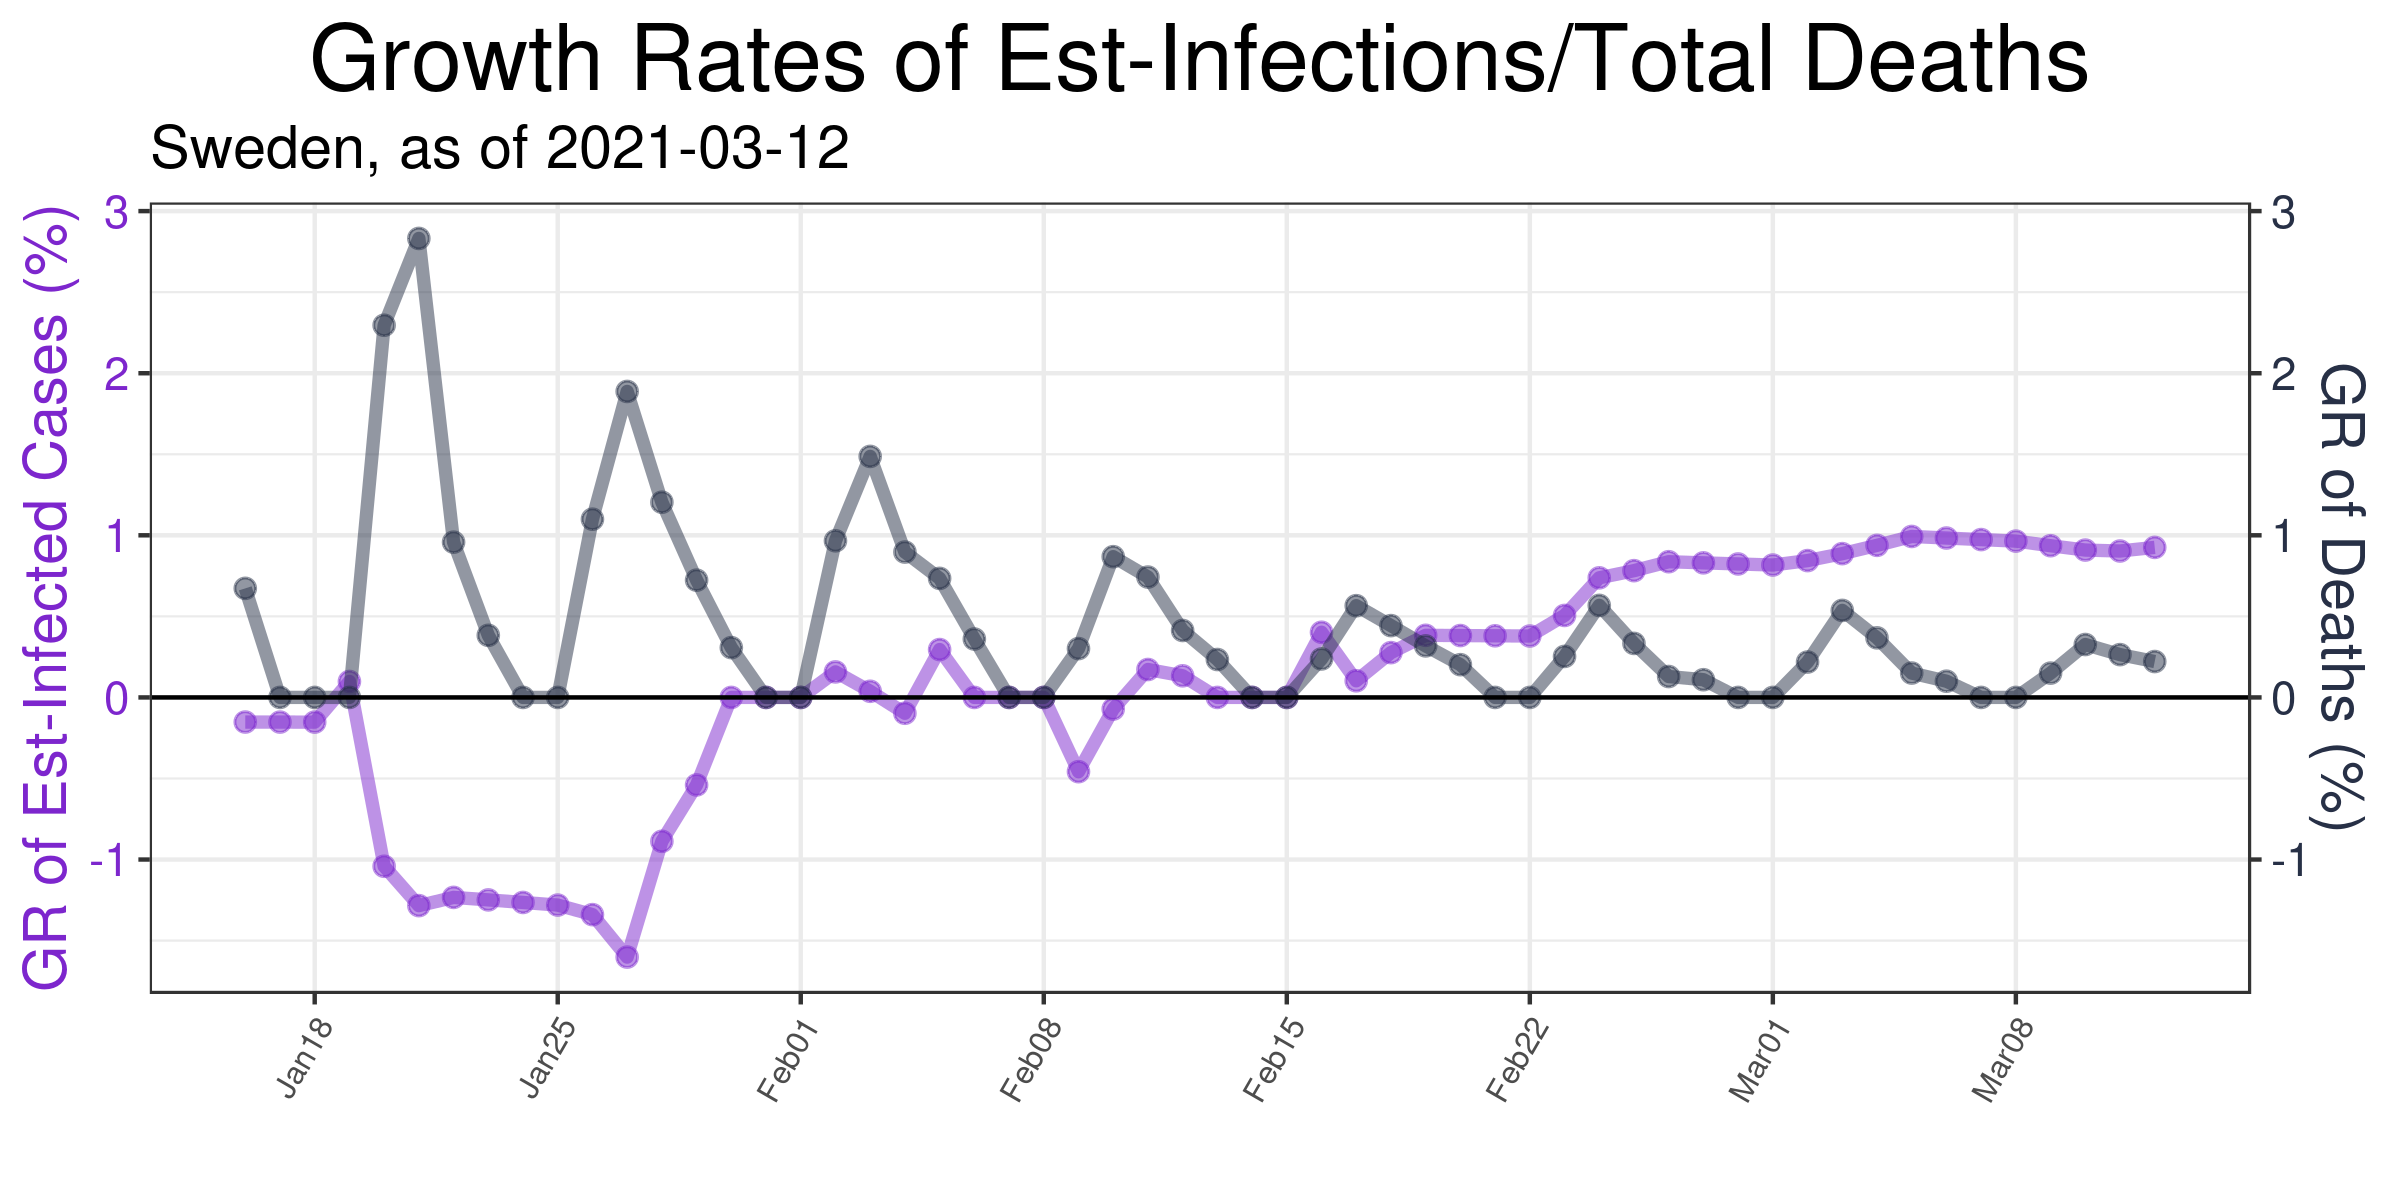 Growth Rates of Est-Infections/Total Deaths
Sweden, as of 2021-03-12
GR of Est-Infected Cases (%)
3
2
1
0
-1
3
2
1
0
-1
GR of Deaths (%)
Jan18
Jan25
Feb01
Feb08
Feb15
Feb22
Mar01
Mar08